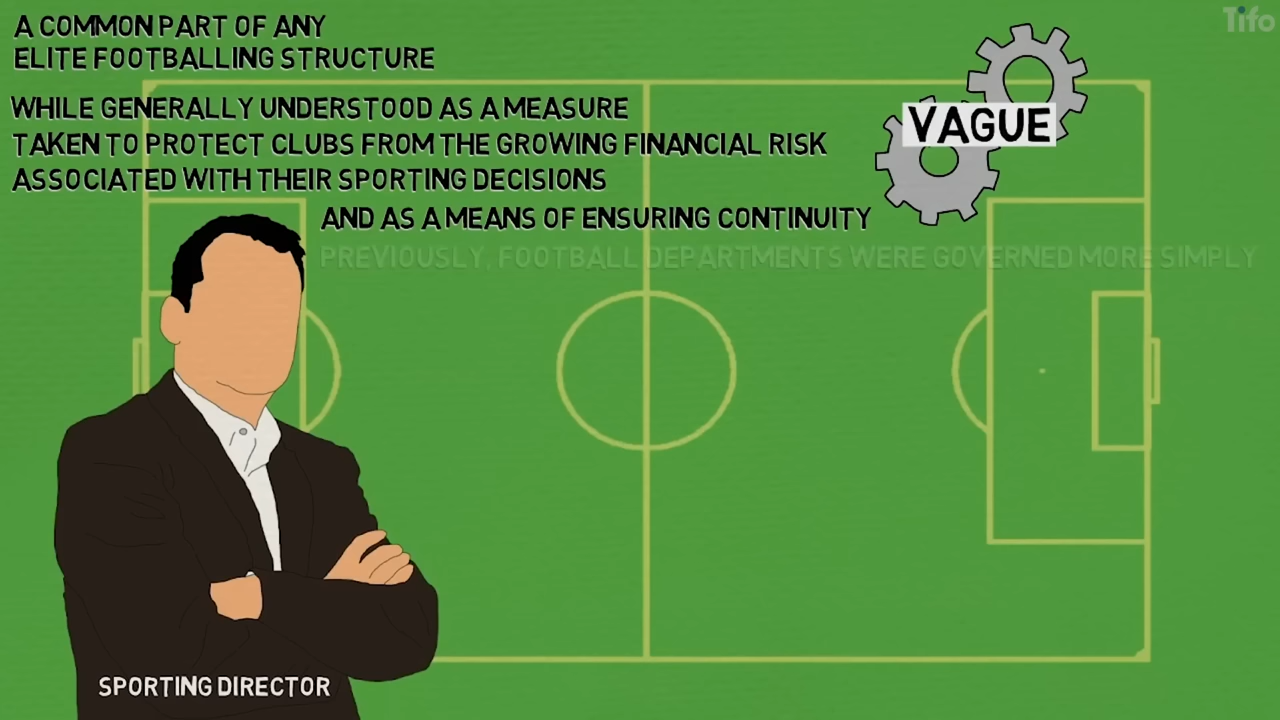 A COMMON PART OF ANY
ELITE FOOTBALLING STRUCTURE
WHILE GENERALLY UNDERSTOOD AS A MEASURE
TAKEN TO PROTECT CLUBS FROM THE GROWING FINANCIAL RISK
ASSOCIATED WITH THEIR SPORTING DECISIONS
AND AS A MEANS OF ENSURING CONTINUITY
PREVIOUSLY, FOOTBALL DEPARTMENTS WERE GOVERNED MORE SIMPLY
VAGUE
Tifo
SPORTING DIRECTOR